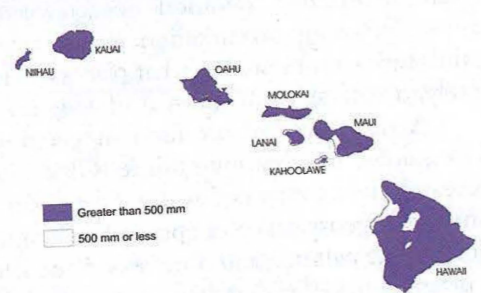 KAUAI
NIIHAU
OAHU
MOLOKAI
MAUI
LANAI
KAHOOLAWE
Greater than 500 mm
500 mm or less
HAWAII